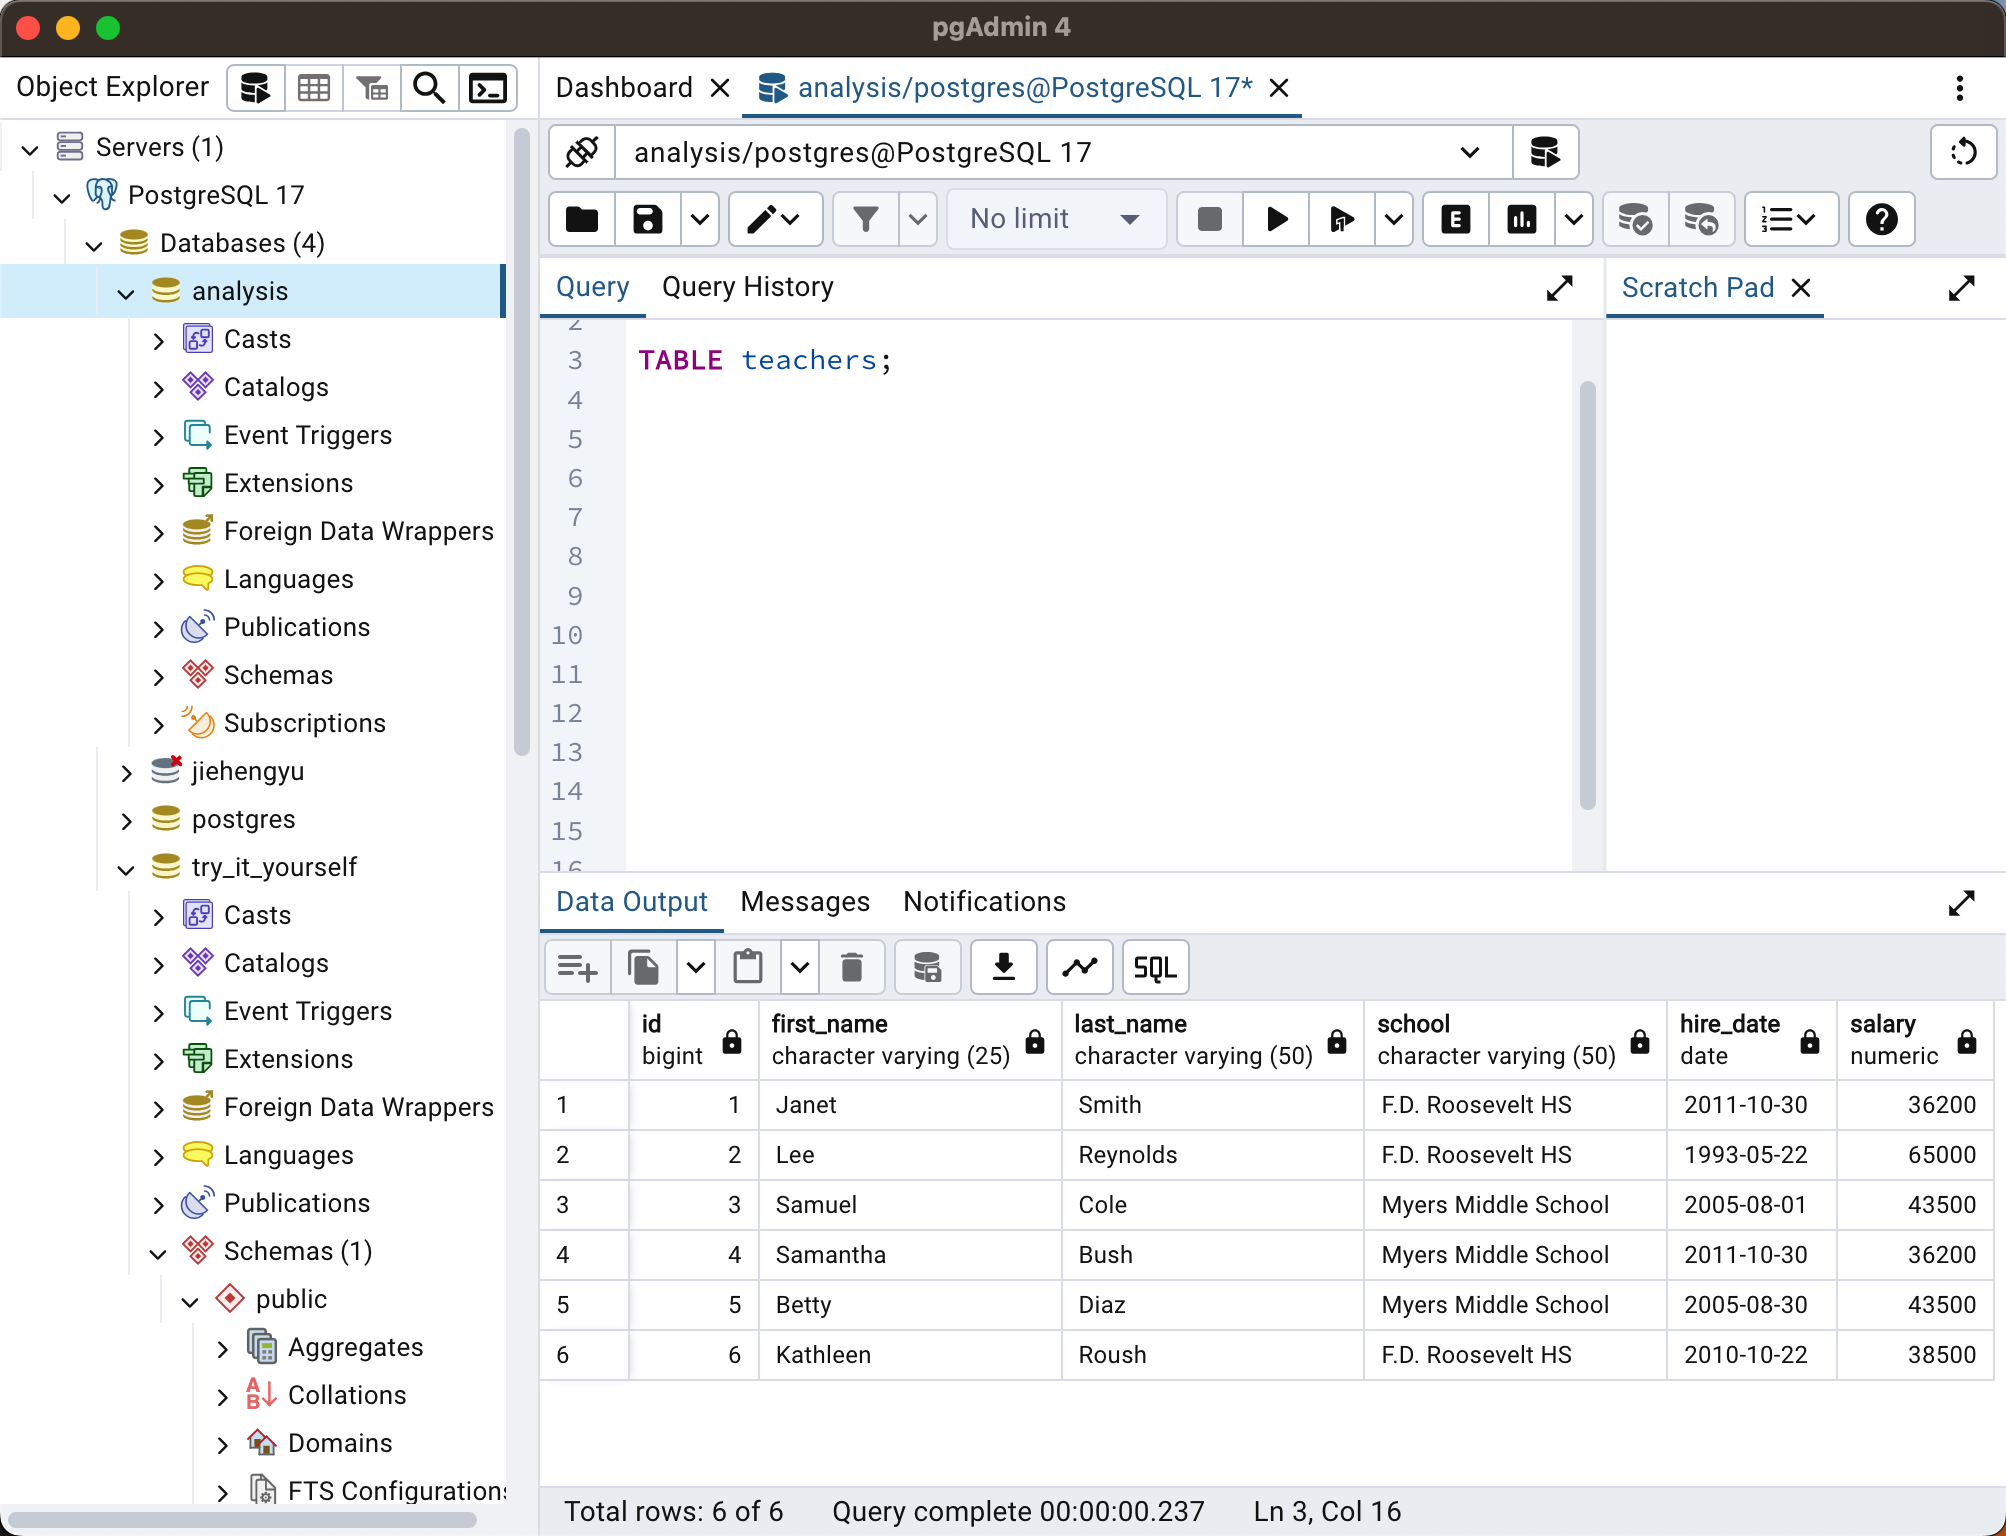 pgAdmin 4
Object Explorer
Servers (1)
PostgreSQL 17
Databases (4)
analysis
Casts
Catalogs
Event Triggers
Extensions
Foreign Data Wrappers
Languages
Publications
Schemas
Subscriptions
jiehengyu
postgres
try_it_yourself
Casts
Catalogs
Event Triggers
Extensions
Foreign Data Wrappers
Languages
Publications
Schemas (1)
public
Aggregates
Collations
Domains
FTS Configurations
Dashboard analysis/postgres@PostgreSQL 17*
analysis/postgres@PostgreSQL 17
No limit
Query Query History
Scratch Pad
2
3 TABLE teachers;
4
5
6
7
8
9
10
11
12
13
14
15
16
Data Output Messages Notifications
SQL
id first_name last_name school hire_date salary
bigint character varying (25) character varying (50) character varying (50) date numeric
1 1 Janet Smith F.D. Roosevelt HS 2011-10-30 36200
2 2 Lee Reynolds F.D. Roosevelt HS 1993-05-22 65000
3 3 Samuel Cole Myers Middle School 2005-08-01 43500
4 4 Samantha Bush Myers Middle School 2011-10-30 36200
5 5 Betty Diaz Myers Middle School 2005-08-30 43500
6 6 Kathleen Roush F.D. Roosevelt HS 2010-10-22 38500
Total rows: 6 of 6 Query complete 00:00:00.237 Ln 3, Col 16